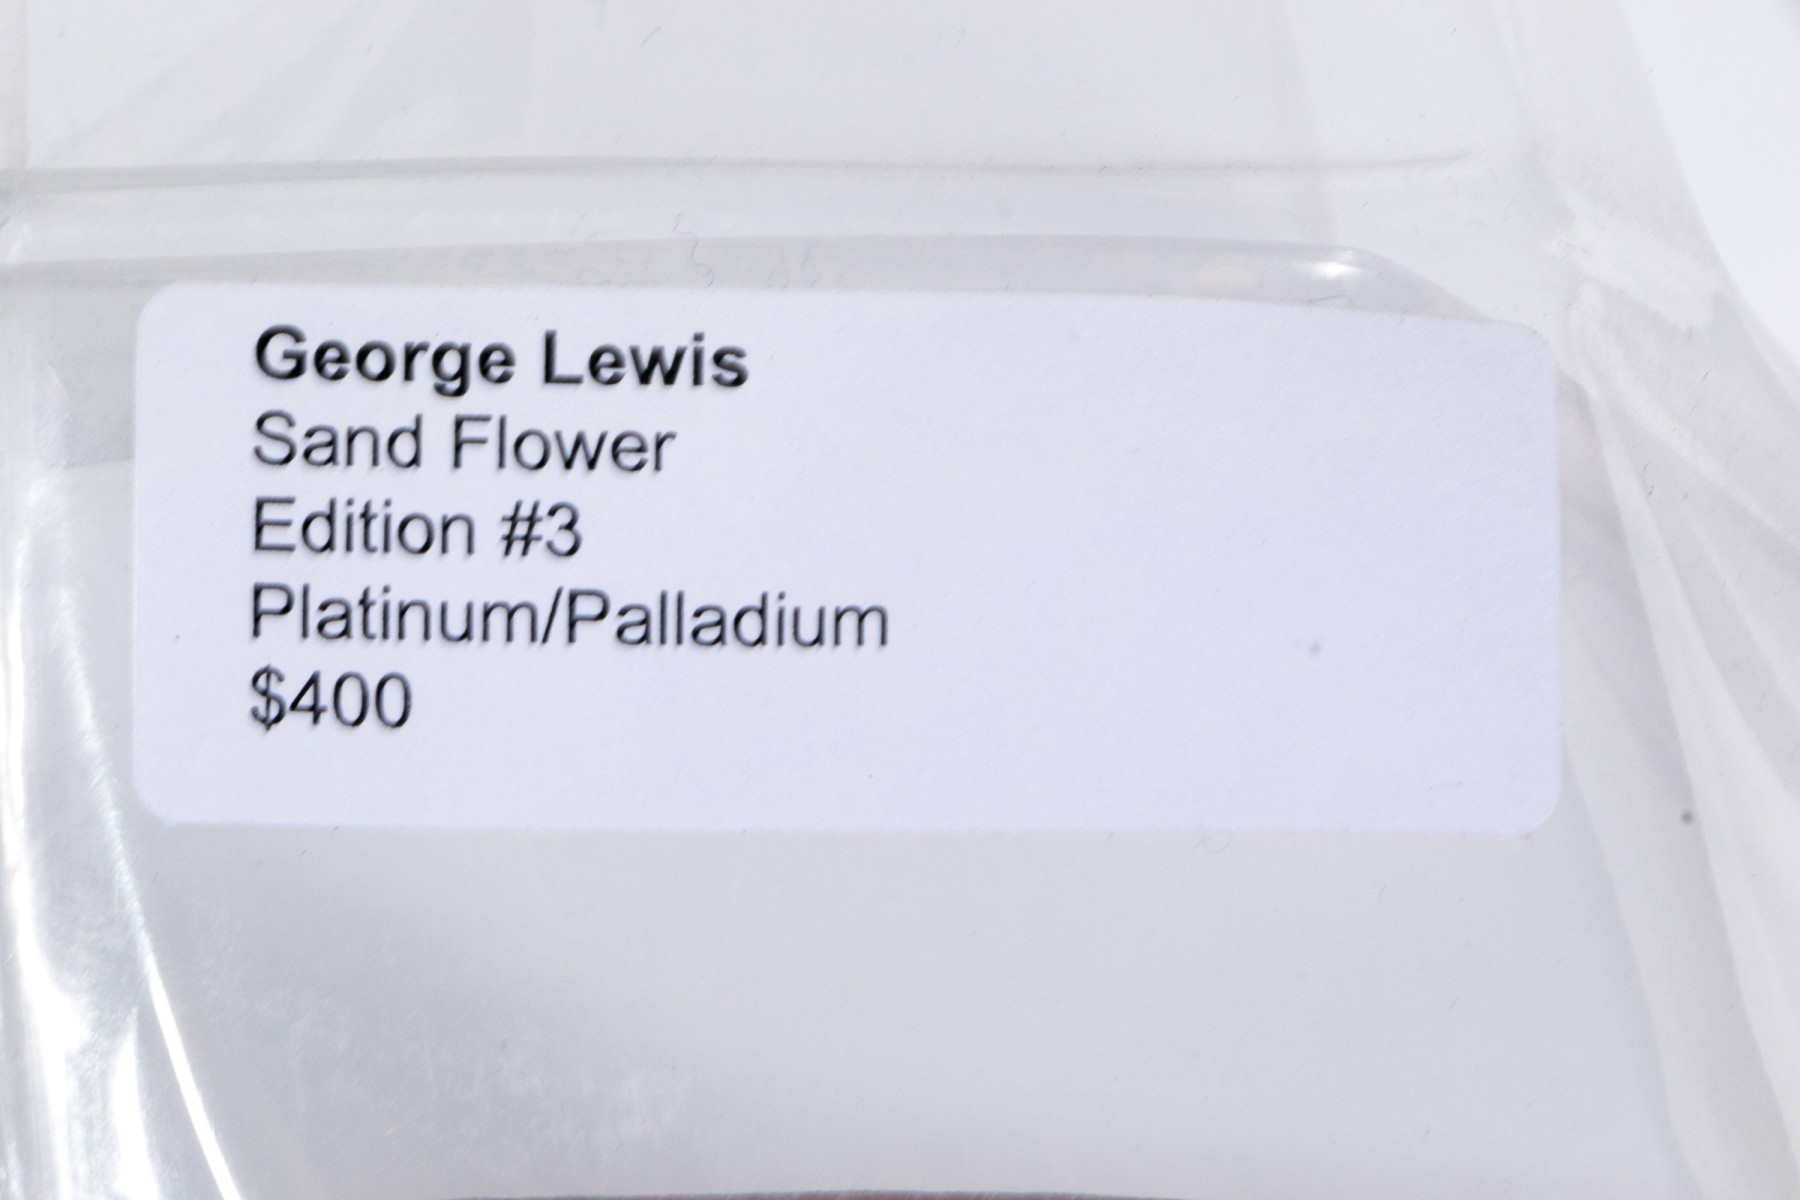 George Lewis
Sand Flower
Edition #3
Platinum/Palladium
$400